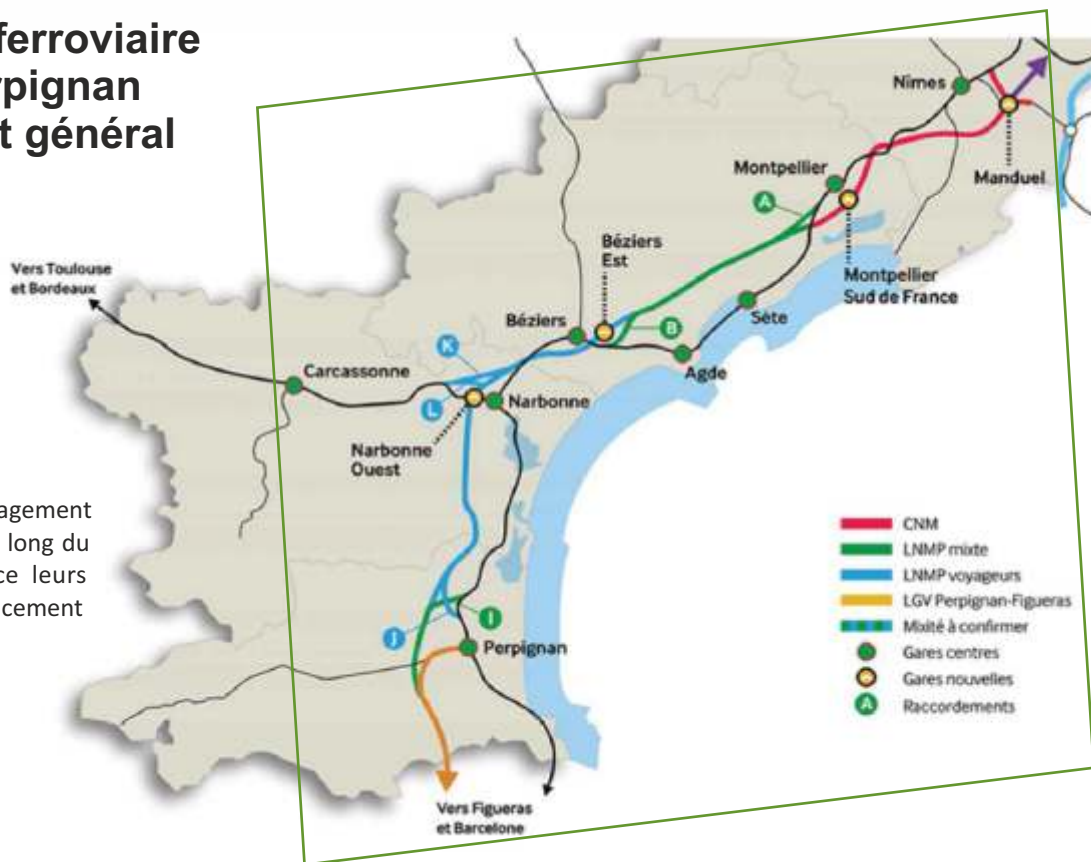 ferroviaire
pignan
t général
Nîmes
Manduel
Montpellier
A
Montpellier
Sud de France
Béziers
Est
Vers Toulouse
et Bordeaux
Béziers
B
Sète
Agde
K
Carcassonne
L
Narbonne
Narbonne
Ouest
agement
long du
ce leurs
cement
I
J
Perpignan
Vers Figueras
et Barcelone
CNM
LNMP mixte
LNMP voyageurs
LGV Perpignan-Figueras
Mixité à confirmer
Gares centres
Gares nouvelles
A Raccordements